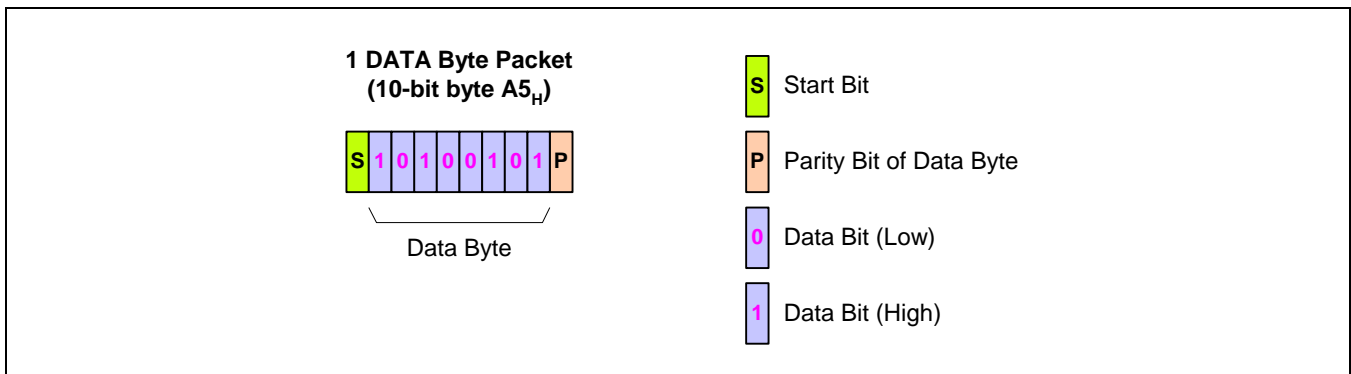 1 DATA Byte Packet
(10-bit byte A5H)
S 1 0 1 0 0 1 0 1 P
Data Byte
S Start Bit
P Parity Bit of Data Byte
0 Data Bit (Low)
1 Data Bit (High)